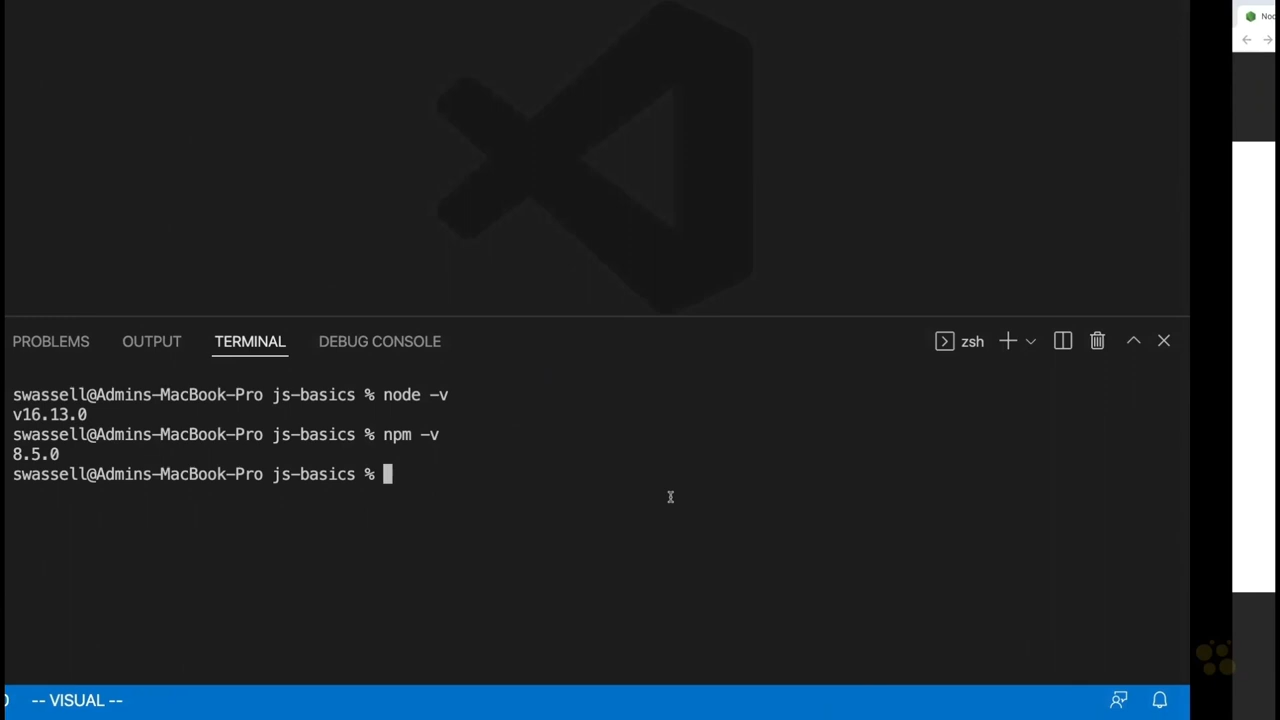 Nod
PROBLEMS OUTPUT TERMINAL DEBUG CONSOLE zsh
swassell@Admins-MacBook-Pro js-basics % node -v
v16.13.0
swassell@Admins-MacBook-Pro js-basics % npm -v
8.5.0
swassell@Admins-MacBook-Pro js-basics %
-- VISUAL --